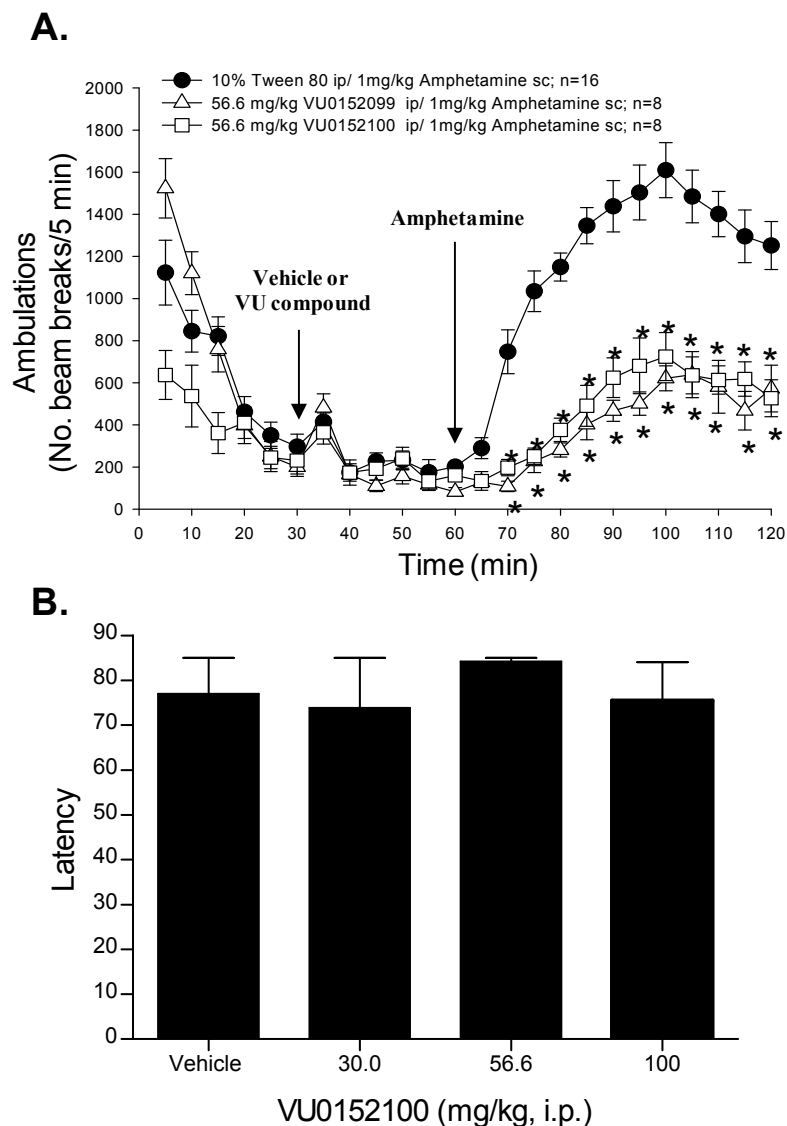 A.
10% Tween 80 ip/ 1mg/kg Amphetamine sc; n=16
56.6 mg/kg VU0152099 ip/ 1mg/kg Amphetamine sc; n=8
56.6 mg/kg VU0152100 ip/ 1mg/kg Amphetamine sc; n=8
2000
1800
1600
1400
1200
1000
800
600
400
200
0
Ambulations
(No. beam breaks/5 min)
Vehicle or
VU compound
Amphetamine
* * * * * * * * * * *
* * * * * * * * * * *
0 10 20 30 40 50 60 70 80 90 100 110 120
Time (min)
B.
90
80
70
60
50
40
30
20
10
0
Latency
Vehicle 30.0 56.6 100
VU0152100 (mg/kg, i.p.)